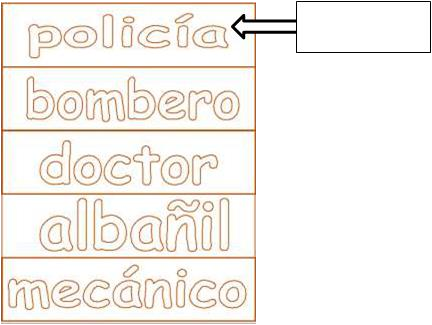 policía
bombero
doctor
albañil
mecánico